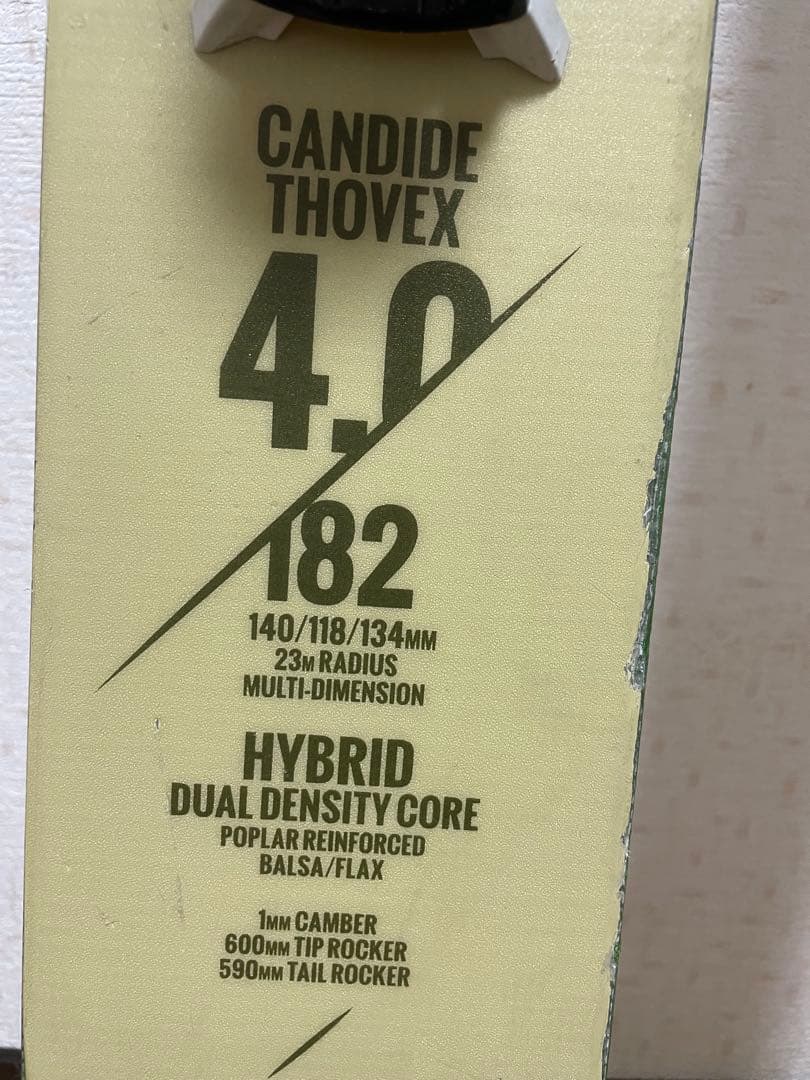 CANDIDE
THOVEX
4.0
182
140/118/134MM
23M RADIUS
MULTI-DIMENSION
HYBRID
DUAL DENSITY CORE
POPLAR REINFORCED
BALSA/FLAX
1MM CAMBER
600MM TIP ROCKER
590MM TAIL ROCKER